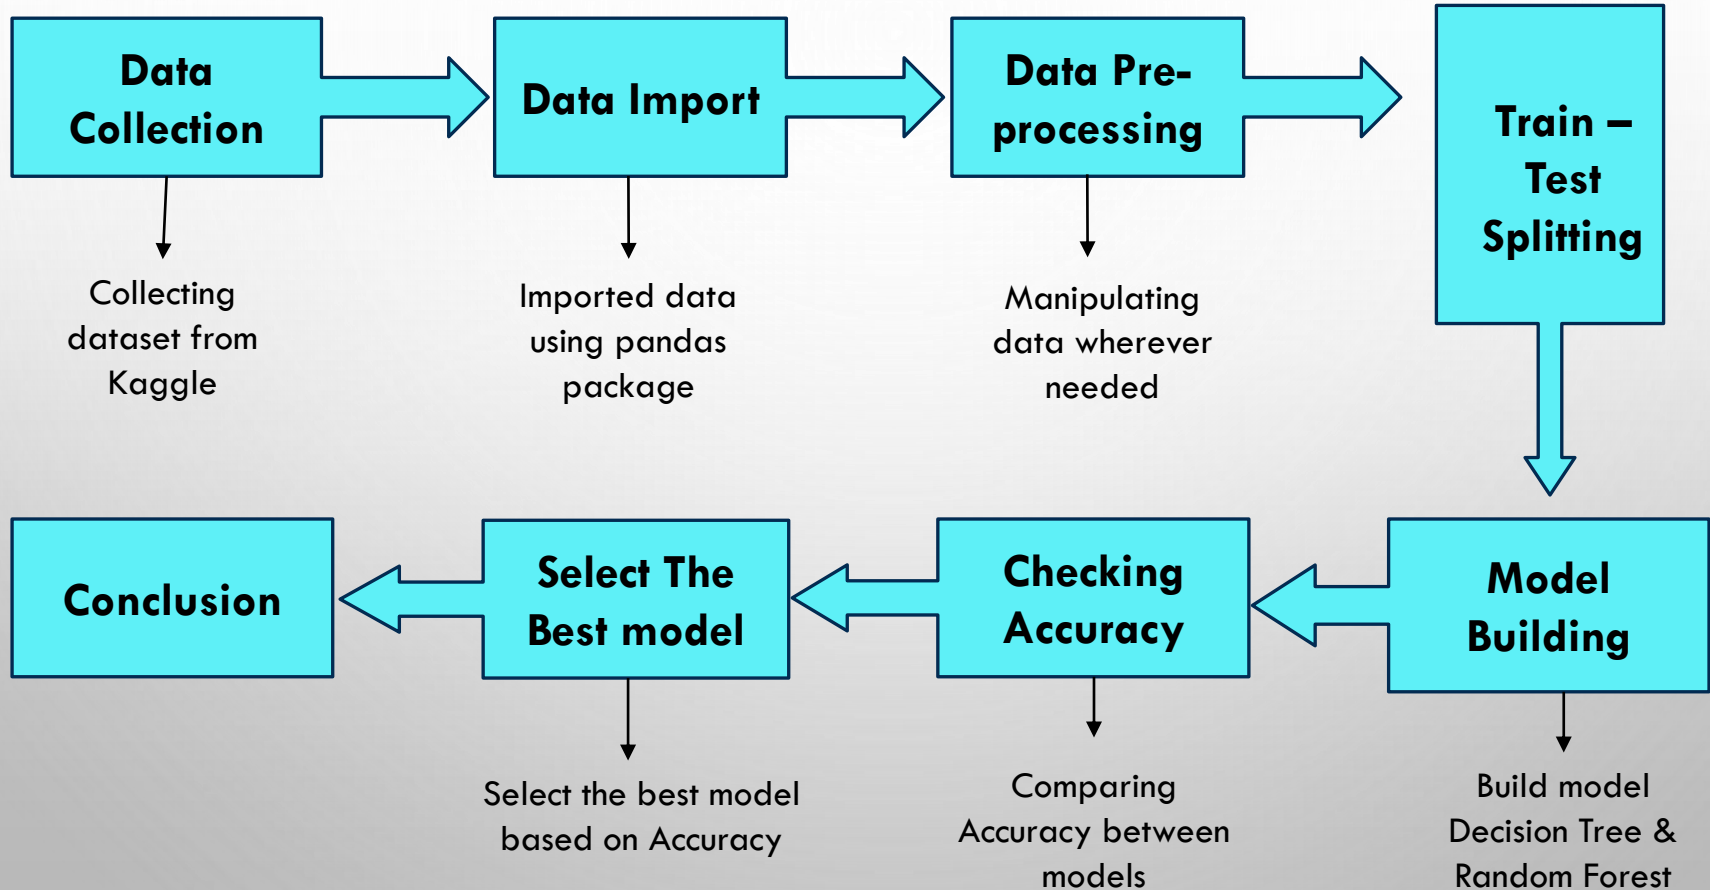 Data
Collection
Data Import
Data Pre-
processing
Train –
Test
Splitting
Collecting
dataset from
Kaggle
Imported data
using pandas
package
Manipulating
data wherever
needed
Conclusion
Select The
Best model
Checking
Accuracy
Model
Building
Select the best model
based on Accuracy
Comparing
Accuracy between
models
Build model
Decision Tree &
Random Forest